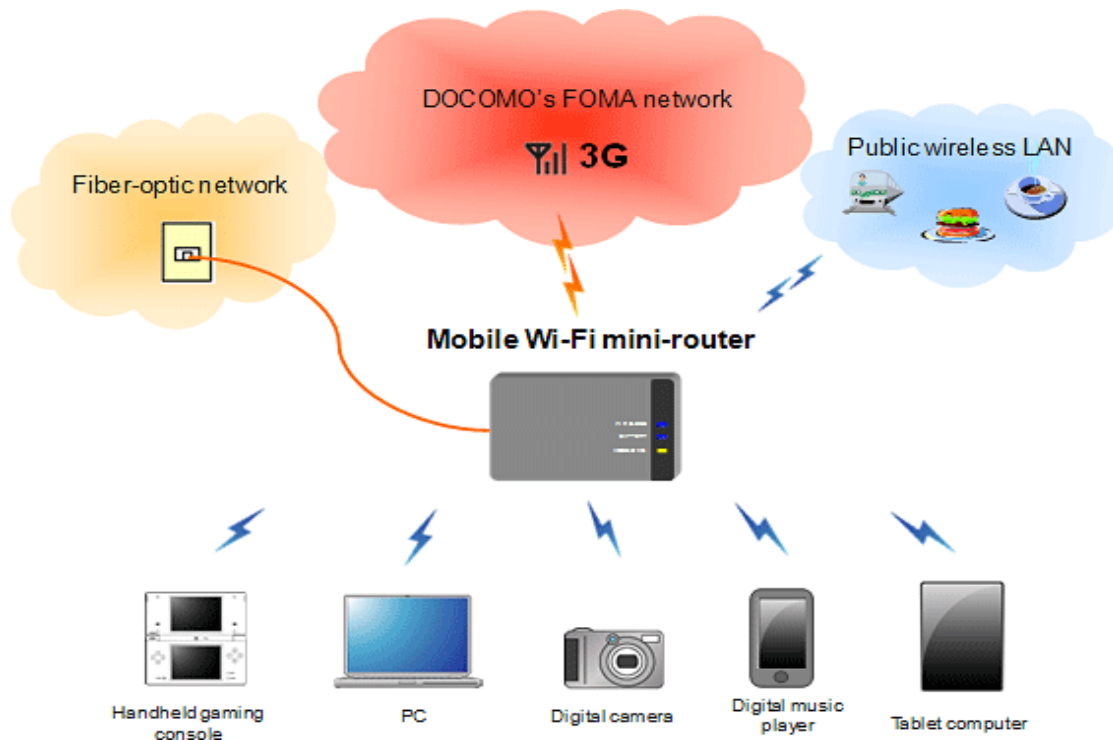 DOCOMO's FOMA network
3G
Public wireless LAN
Fiber-optic network
Mobile Wi-Fi mini-router
Handheld gaming
console
PC
Digital camera
Digital music
player
Tablet computer